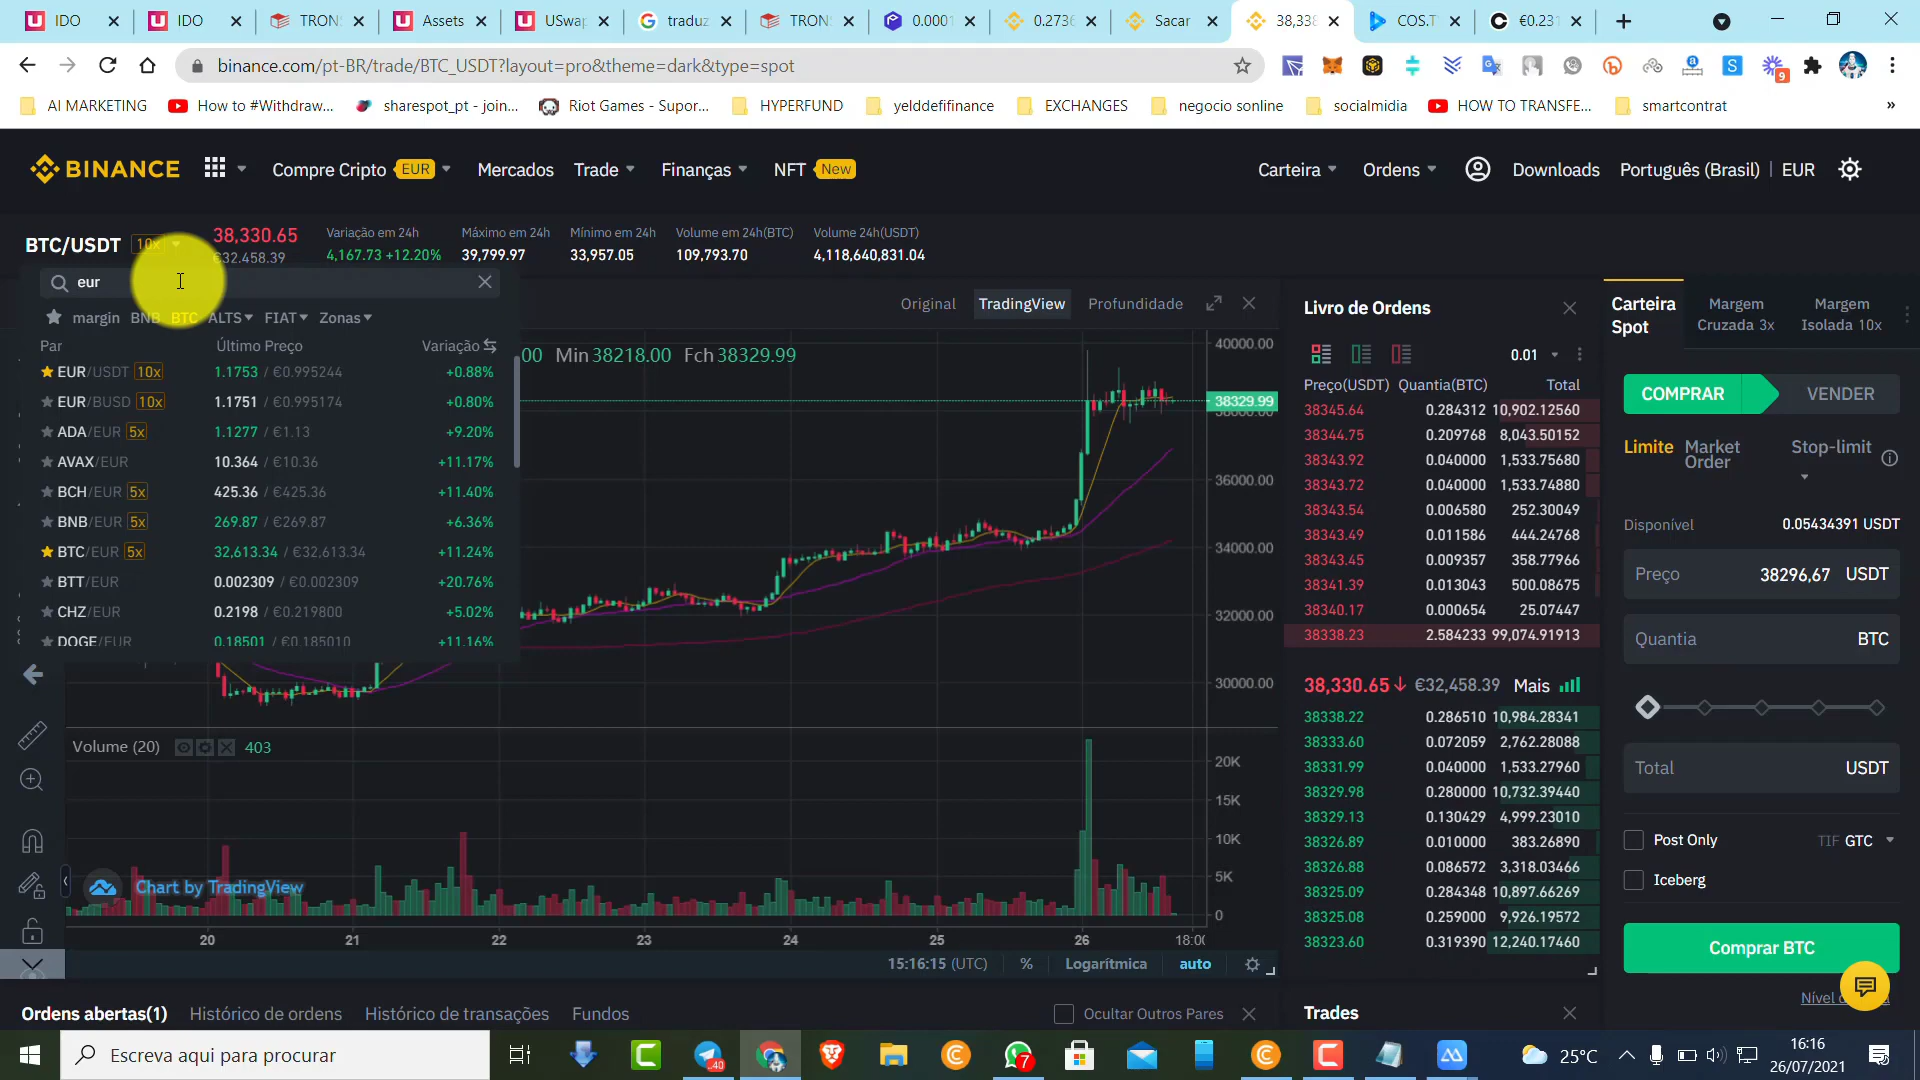 IDO
IDO
TRON
Assets
USwap
traduz
TRON
0.0001
0.2736
Sacar
38,338
COS.T
€0.231
binance.com/pt-BR/trade/BTC_USDT?layout=pro&theme=dark&type=spot
9
AI MARKETING
How to #Withdraw...
sharespot_pt - join...
Riot Games - Supor...
HYPERFUND
yelddefifinance
EXCHANGES
negocio sonline
socialmidia
HOW TO TRANSFE...
smartcontrat
»
BINANCE
Compre Cripto EUR
Mercados
Trade
Finanças
NFT New
Carteira
Ordens
Downloads
Português (Brasil) | EUR
BTC/USDT 10x
38,330.65
€32.458.39
Variação em 24h
4,167.73 +12.20%
Máximo em 24h
39,799.97
Mínimo em 24h
33,957.05
Volume em 24h(BTC)
109,793.70
Volume 24h(USDT)
4,118,640,831.04
eur
margin BNB BTC ALTS FIAT Zonas
Par Último Preço Variação
EUR/USDT 10x 1.1753 / €0.995244 +0.88%
EUR/BUSD 10x 1.1751 / €0.995174 +0.80%
ADA/EUR 5x 1.1277 / €1.13 +9.20%
AVAX/EUR 10.364 / €10.36 +11.17%
BCH/EUR 5x 425.36 / €425.36 +11.40%
BNB/EUR 5x 269.87 / €269.87 +6.36%
BTC/EUR 5x 32,613.34 / €32,613.34 +11.24%
BTT/EUR 0.002309 / €0.002309 +20.76%
CHZ/EUR 0.2198 / €0.219800 +5.02%
DOGE/EUR 0.18501 / €0.185010 +11.16%
Original TradingView Profundidade
00 Min 38218.00 Fch 38329.99
40000.00
38329.99
38000.00
36000.00
34000.00
32000.00
30000.00
Volume (20) 403
20K
15K
10K
5K
0
Chart by TradingView
20 21 22 23 24 25 26 18:00
15:16:15 (UTC) % Logarítmica auto
Livro de Ordens
0.01
Preço(USDT) Quantia(BTC) Total
38345.64 0.284312 10,902.12560
38344.75 0.209768 8,043.50152
38343.92 0.040000 1,533.75680
38343.72 0.040000 1,533.74880
38343.54 0.006580 252.30049
38343.49 0.011586 444.24768
38343.45 0.009357 358.77966
38341.39 0.013043 500.08675
38340.17 0.000654 25.07447
38338.23 2.584233 99,074.91913
38,330.65↓ €32,458.39 Mais
38338.22 0.286510 10,984.28341
38333.60 0.072059 2,762.28088
38331.99 0.040000 1,533.27960
38329.98 0.280000 10,732.39440
38329.13 0.130429 4,999.23010
38326.89 0.010000 383.26890
38326.88 0.086572 3,318.03466
38325.09 0.284348 10,897.66269
38325.08 0.259000 9,926.19572
38323.60 0.319390 12,240.17460
Trades
Carteira Spot
Margem Cruzada 3x
Margem Isolada 10x
COMPRAR VENDER
Limite Market Order Stop-limit
Disponível 0.05434391 USDT
Preço 38296,67 USDT
Quantia BTC
Total USDT
Post Only TIF GTC
Iceberg
Comprar BTC
Nível
Ordens abertas(1) Histórico de ordens Histórico de transações Fundos
Ocultar Outros Pares
Escreva aqui para procurar
40
7
25°C
16:16
26/07/2021